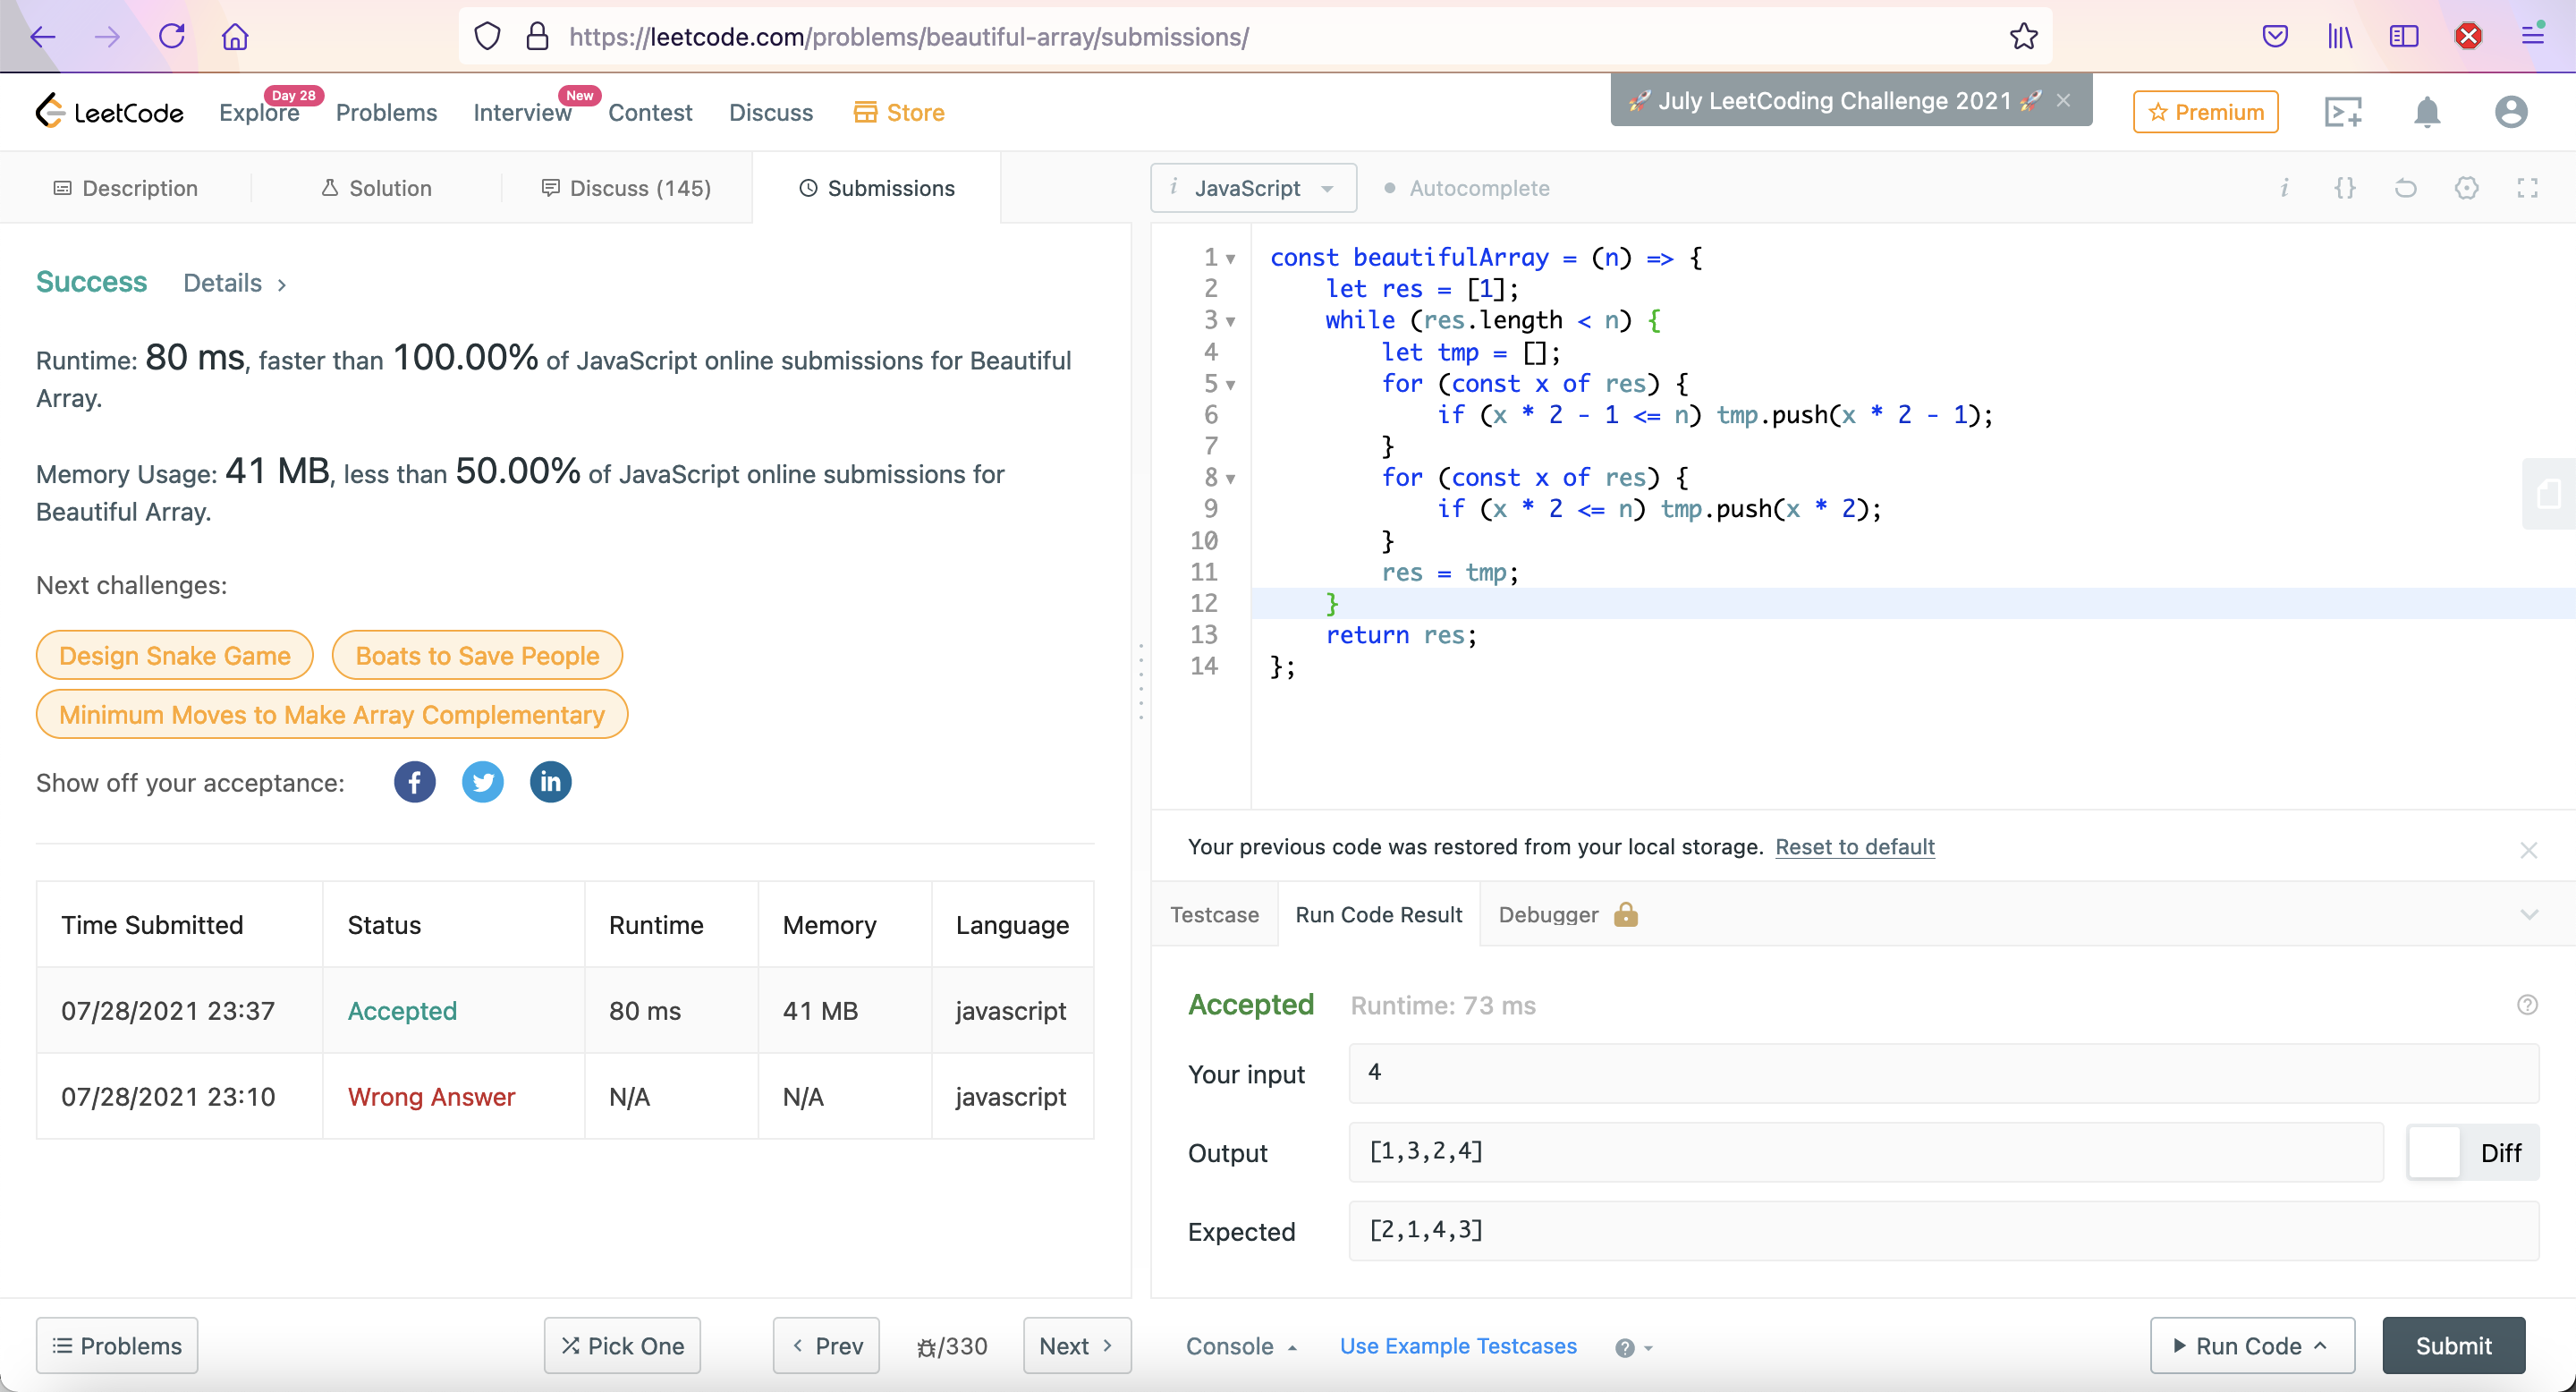 https://leetcode.com/problems/beautiful-array/submissions/
LeetCode
Explore
Day 28
Problems
Interview
New
Contest
Discuss
Store
🚀 July LeetCoding Challenge 2021 🚀 ×
Premium
Description
Solution
Discuss (145)
Submissions
Success
Details >
Runtime: 80 ms, faster than 100.00% of JavaScript online submissions for Beautiful
Array.
Memory Usage: 41 MB, less than 50.00% of JavaScript online submissions for
Beautiful Array.
Next challenges:
Design Snake Game
Boats to Save People
Minimum Moves to Make Array Complementary
Show off your acceptance:
Time Submitted Status Runtime Memory Language
07/28/2021 23:37 Accepted 80 ms 41 MB javascript
07/28/2021 23:10 Wrong Answer N/A N/A javascript
Problems
Pick One
< Prev
/330
Next >
i JavaScript
Autocomplete
i {}
1 const beautifulArray = (n) => {
2     let res = [1];
3     while (res.length < n) {
4         let tmp = [];
5         for (const x of res) {
6             if (x * 2 - 1 <= n) tmp.push(x * 2 - 1);
7         }
8         for (const x of res) {
9             if (x * 2 <= n) tmp.push(x * 2);
10         }
11         res = tmp;
12     }
13     return res;
14 };
Your previous code was restored from your local storage. Reset to default
Testcase
Run Code Result
Debugger
Accepted Runtime: 73 ms
Your input 4
Output [1,3,2,4]
Diff
Expected [2,1,4,3]
Console
Use Example Testcases
Run Code
Submit